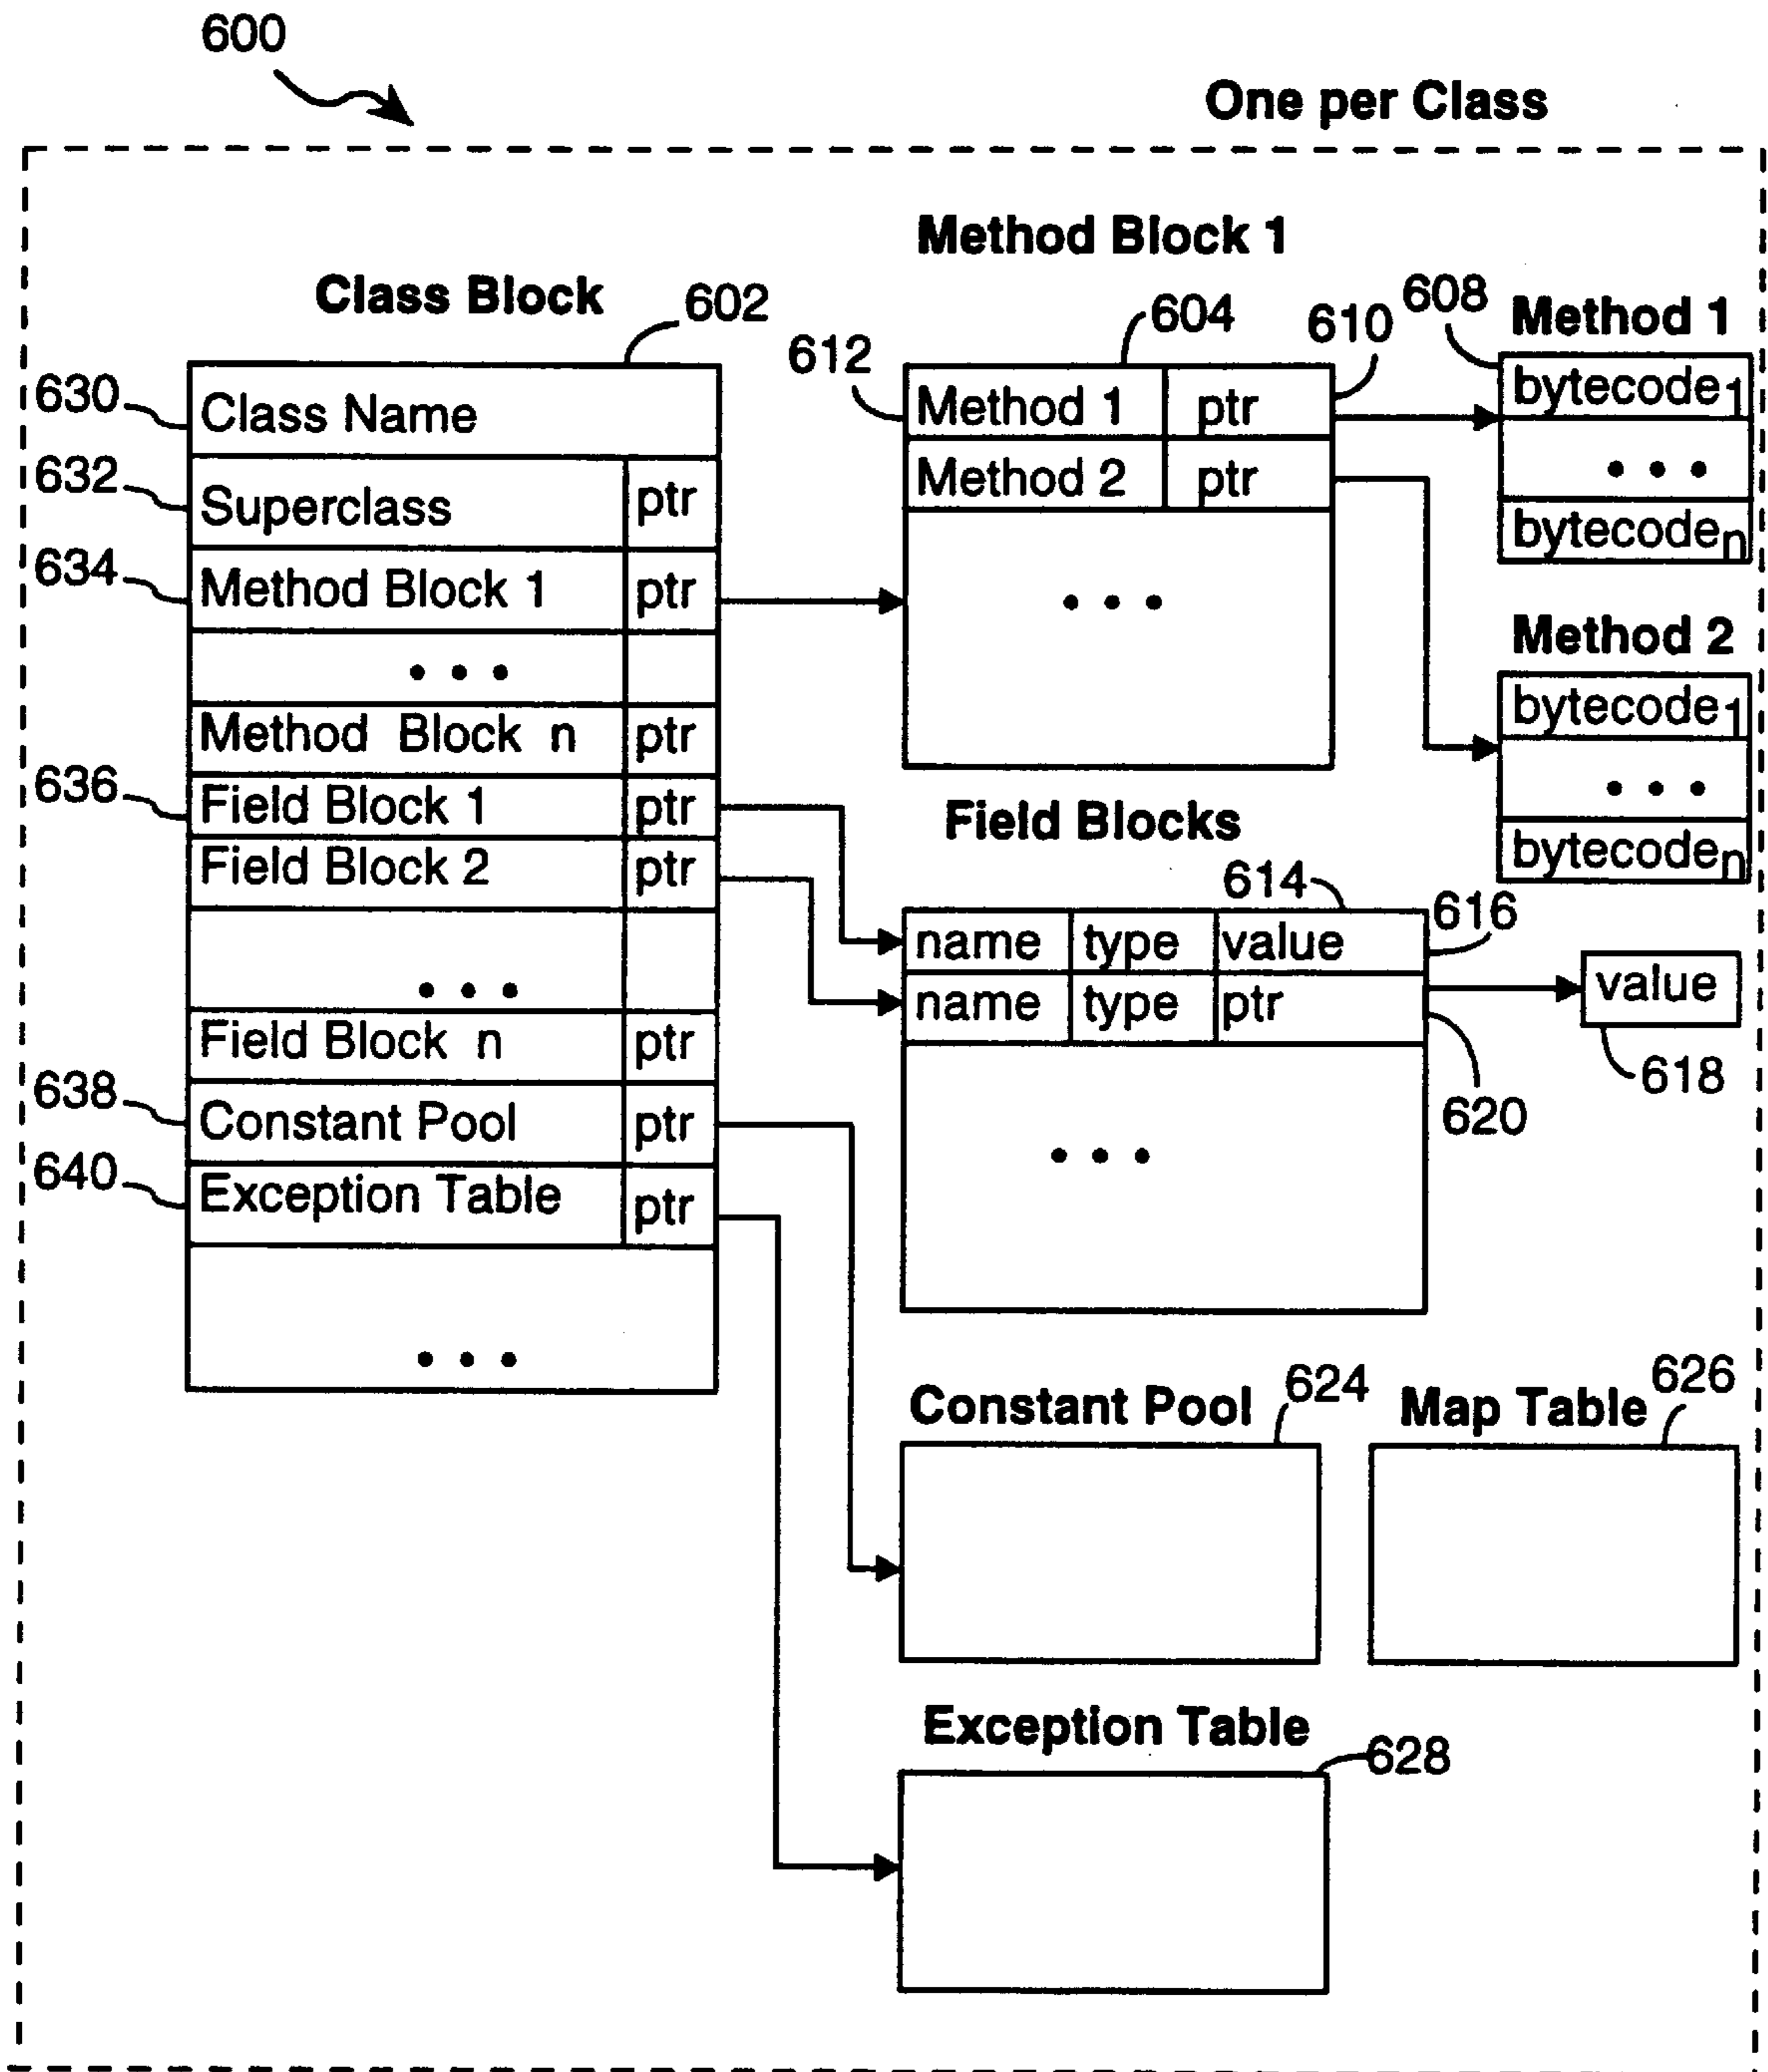 600
One per Class
Class Block
602
630
Class Name
632
Superclass ptr
634
Method Block 1 ptr
• • •
Method Block n ptr
636
Field Block 1 ptr
Field Block 2 ptr
• • •
Field Block n ptr
638
Constant Pool ptr
640
Exception Table ptr
• • •
Method Block 1
604
610
612
Method 1 ptr
Method 2 ptr
• • •
608
Method 1
bytecode1
• • •
bytecoden
Method 2
bytecode1
• • •
bytecoden
Field Blocks
614
616
name type value
name type ptr
620
• • •
value
618
Constant Pool
624
Map Table
626
Exception Table
628